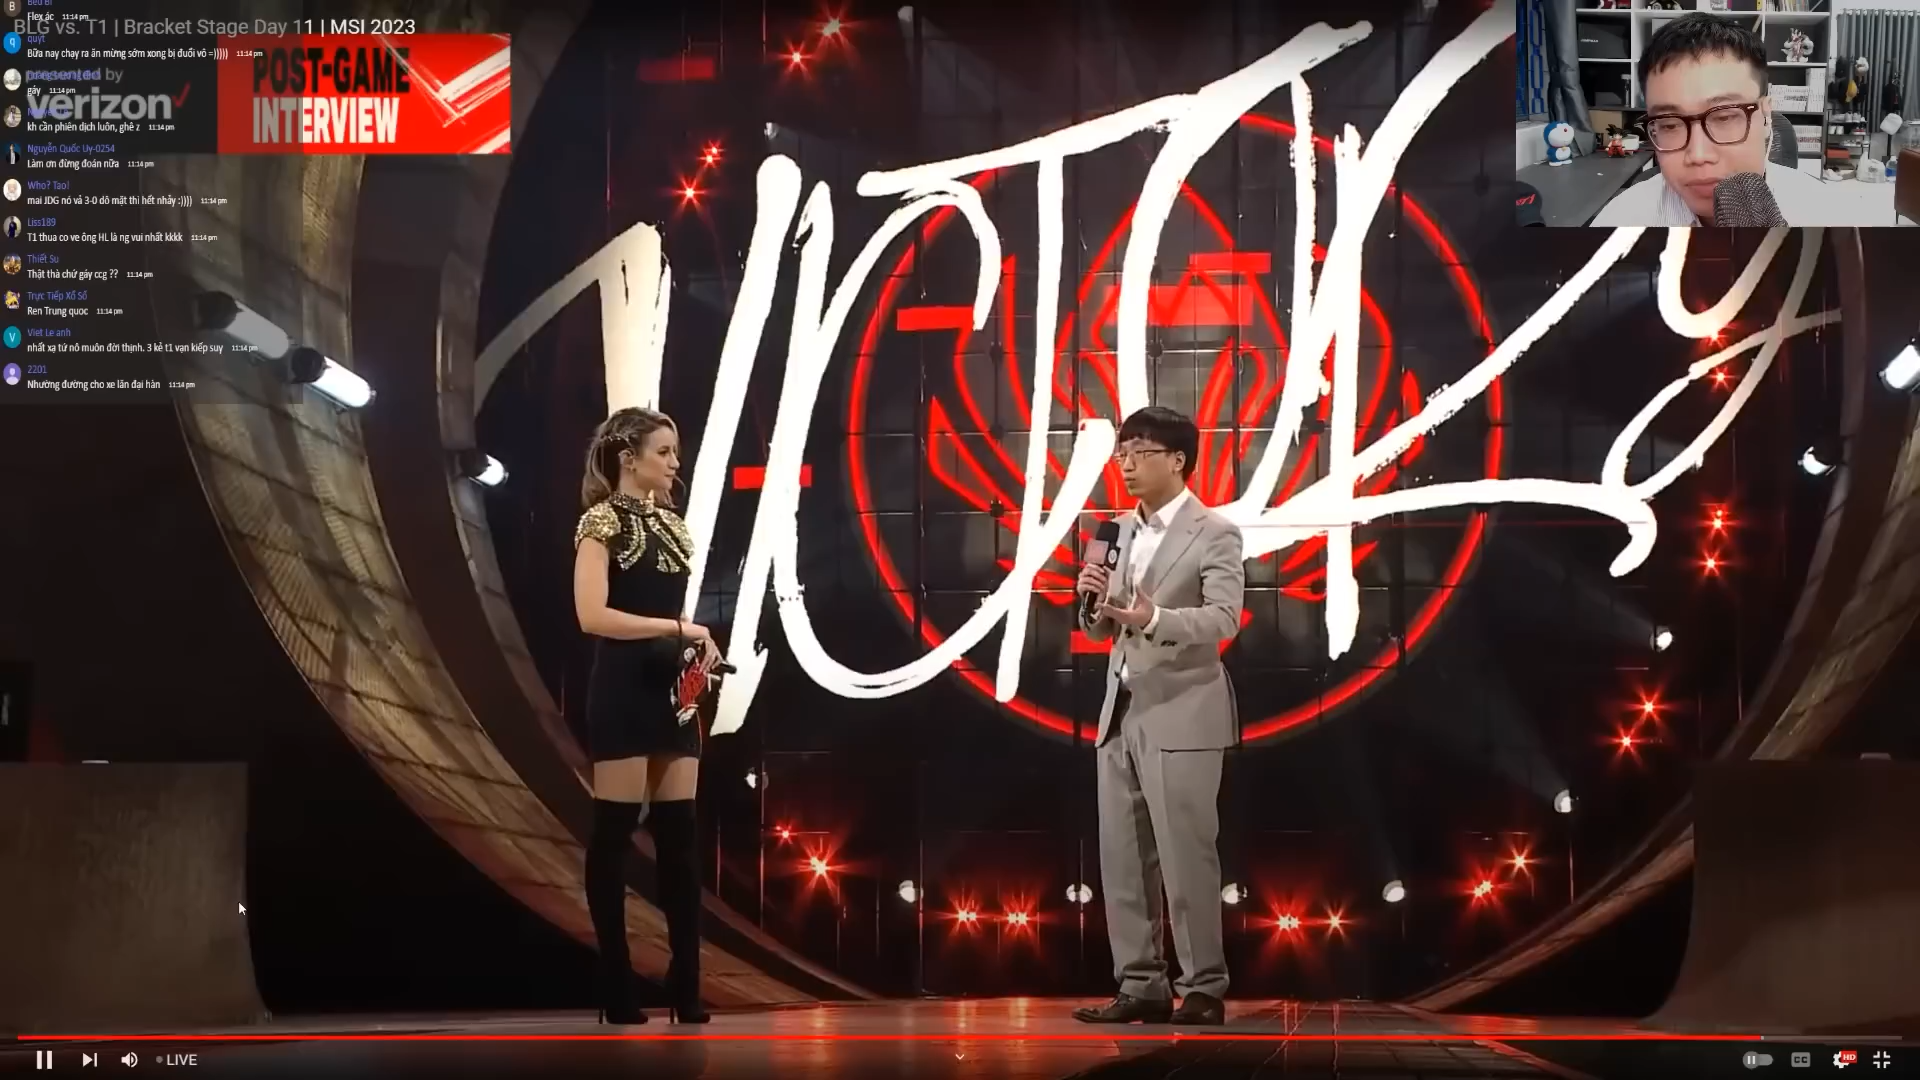 BLG vs. T1 | Bracket Stage Day 11 | MSI 2023
Beu Bi
Flex ác 11:14 pm
quýt
Bữa nay chạy ra ăn mừng sớm xong bị đuổi vô =))))) 11:14 pm
presented by
gáy 11:14 pm
verizon
POST-GAME
INTERVIEW
kh cần phiên dịch luôn, ghê z 11:14 pm
Nguyễn Quốc Uy-0254
Làm ơn đừng đoán nữa 11:14 pm
Who? Tao!
mai JDG nó vả 3-0 dô mặt thì hết nhảy :)))) 11:14 pm
Liss189
T1 thua co ve ông HL là ng vui nhất kkkk 11:14 pm
Thiết Su
Thật thà chứ gáy ccg ?? 11:14 pm
Trực Tiếp Xổ Số
Ren Trung quoc 11:14 pm
Viet Le anh
nhất xạ tứ nô muôn đời thịnh. 3 kẻ t1 vạn kiếp suy 11:14 pm
2201
Nhường đường cho xe lăn đại hàn 11:14 pm
LIVE
CC
HD